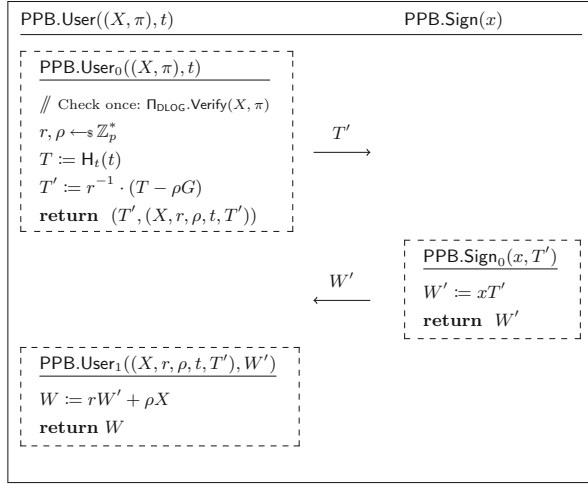 PPB.User((X, π), t) PPB.Sign(x)
PPB.User₀((X, π), t)
⫽ Check once: Π_DLOG.Verify(X, π)
r, ρ ←$ ℤ*_p
T := H_t(t)
T′ := r⁻¹ · (T − ρG)
return (T′, (X, r, ρ, t, T′))
T′
PPB.Sign₀(x, T′)
W′ := xT′
return W′
W′
PPB.User₁((X, r, ρ, t, T′), W′)
W := rW′ + ρX
return W